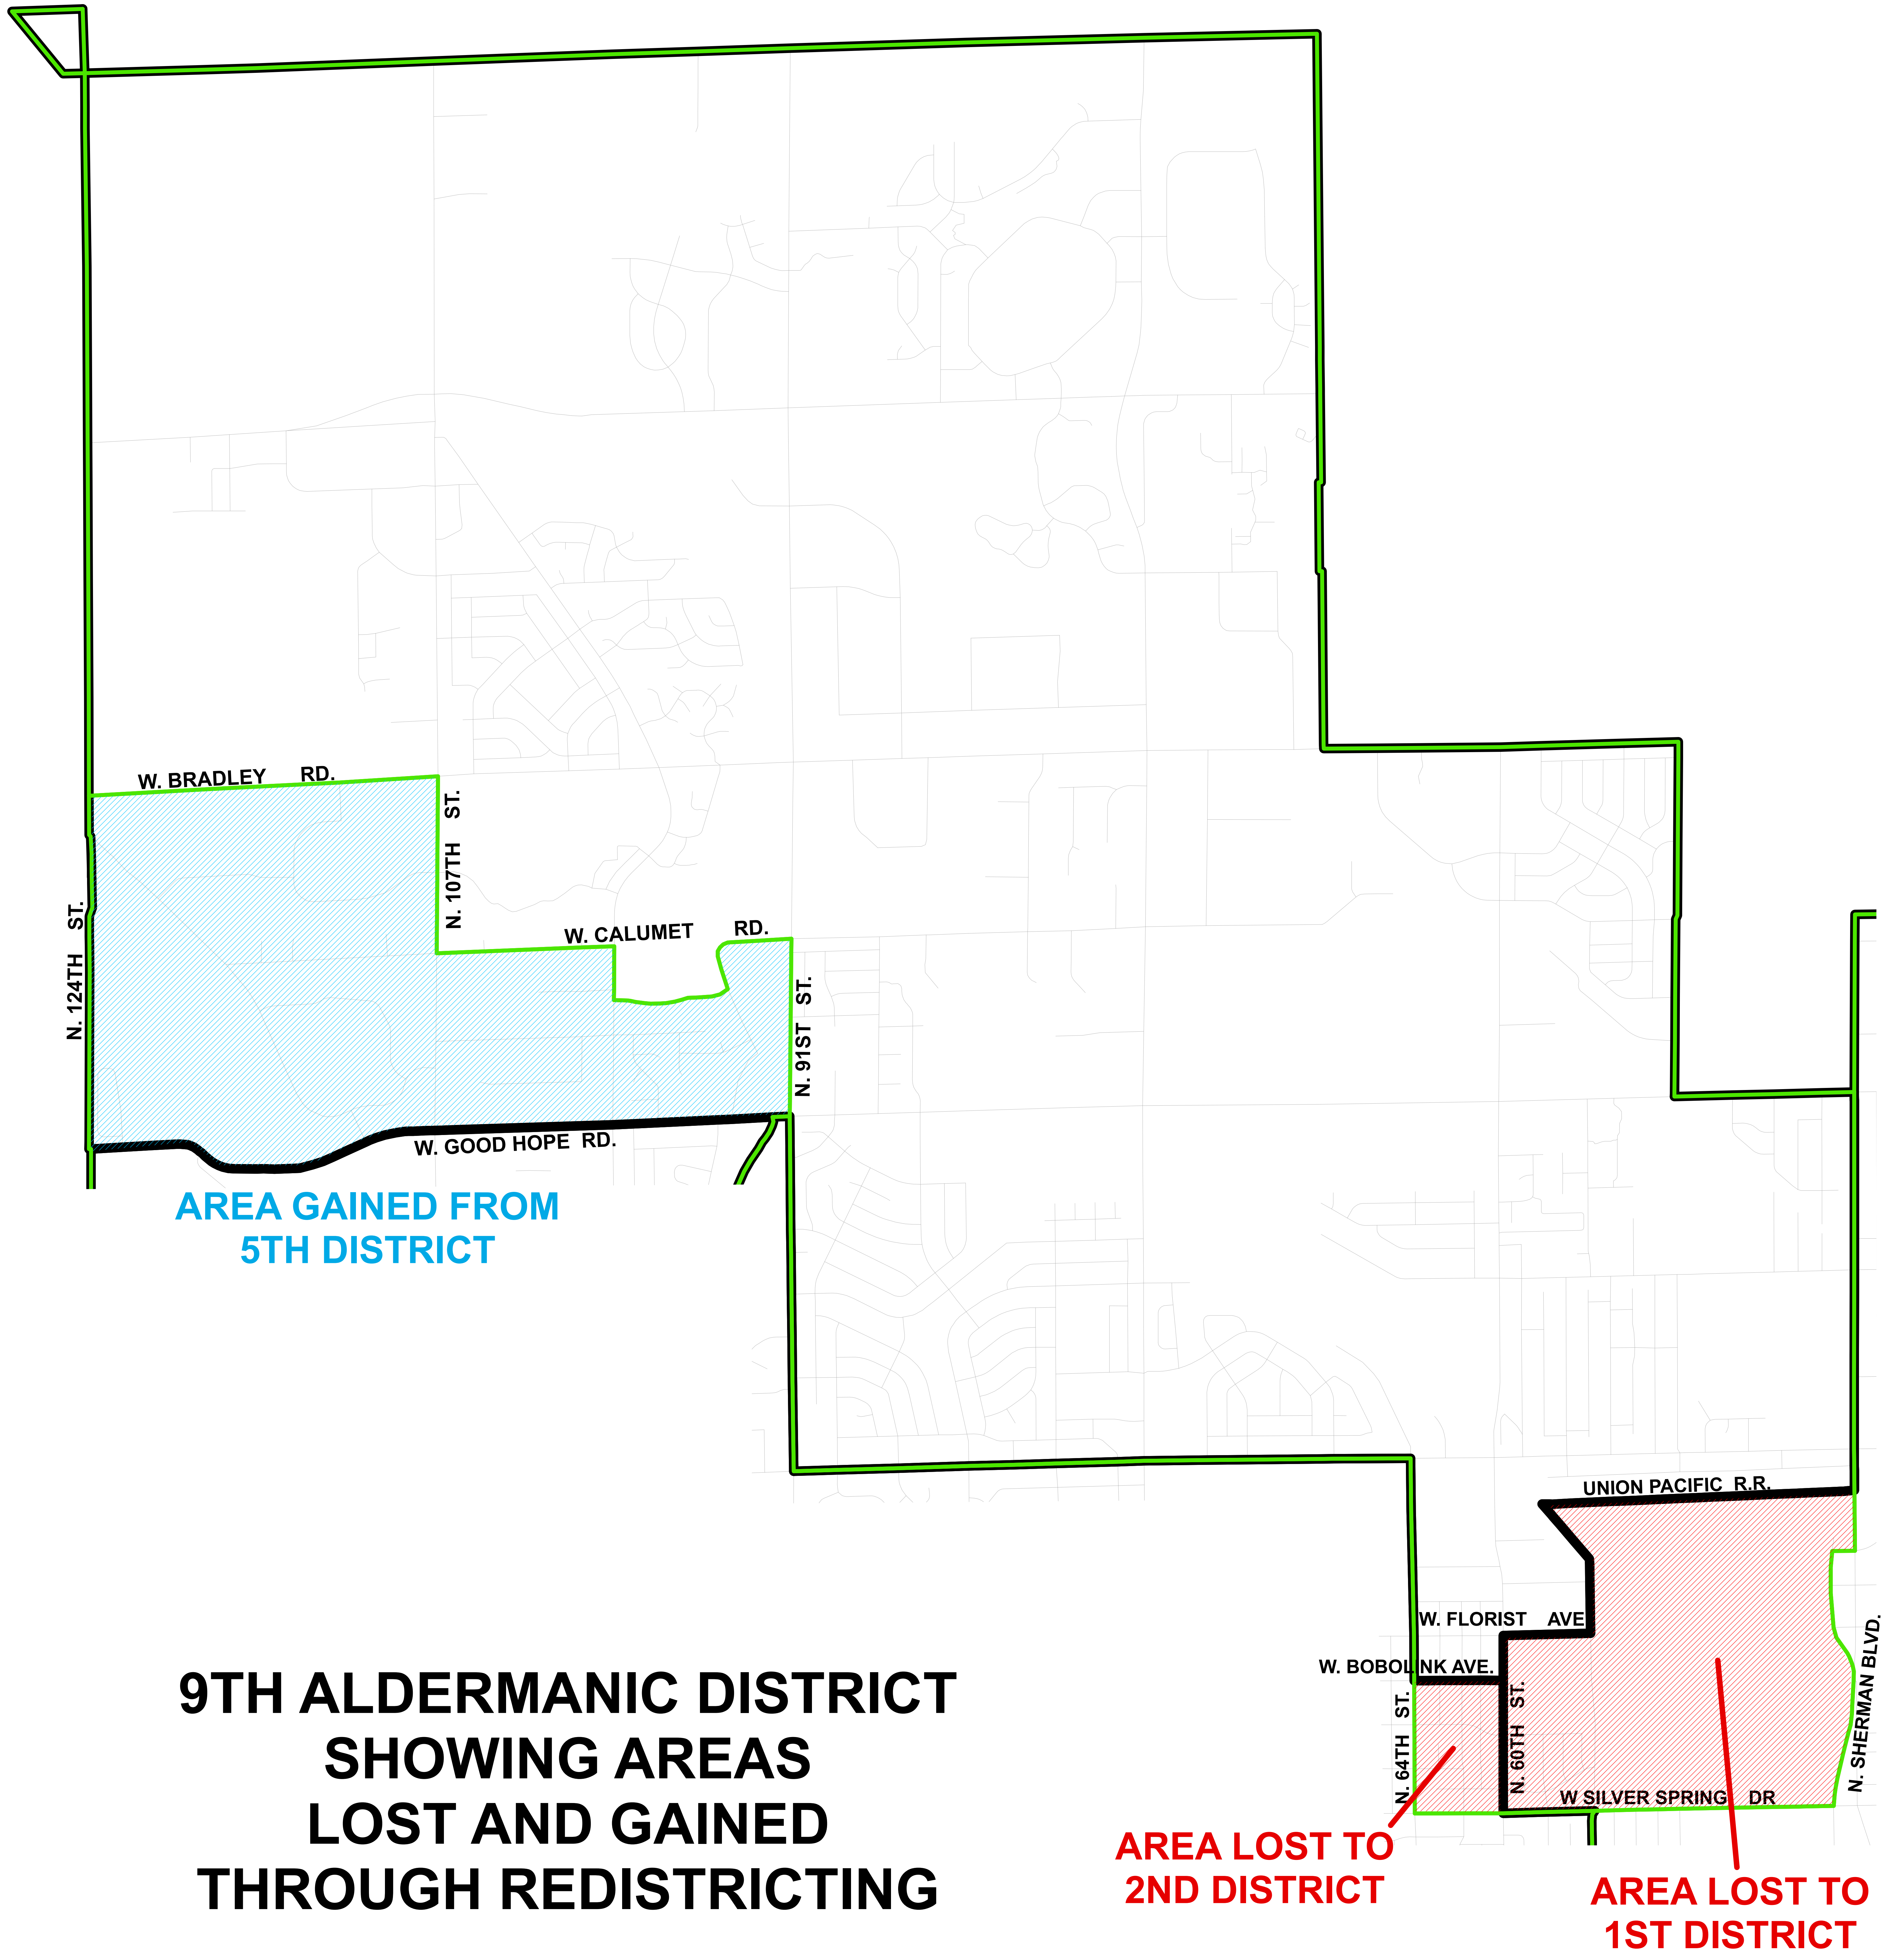 W. BRADLEY RD.
N. 107TH ST.
W. CALUMET RD.
N. 124TH ST.
N. 91ST ST.
W. GOOD HOPE RD.
AREA GAINED FROM
5TH DISTRICT
UNION PACIFIC R.R.
W. FLORIST AVE
W. BOBOLINK AVE.
N. 64TH ST.
N. 60TH ST.
N. SHERMAN BLVD.
W SILVER SPRING DR
9TH ALDERMANIC DISTRICT
SHOWING AREAS
LOST AND GAINED
THROUGH REDISTRICTING
AREA LOST TO
2ND DISTRICT
AREA LOST TO
1ST DISTRICT